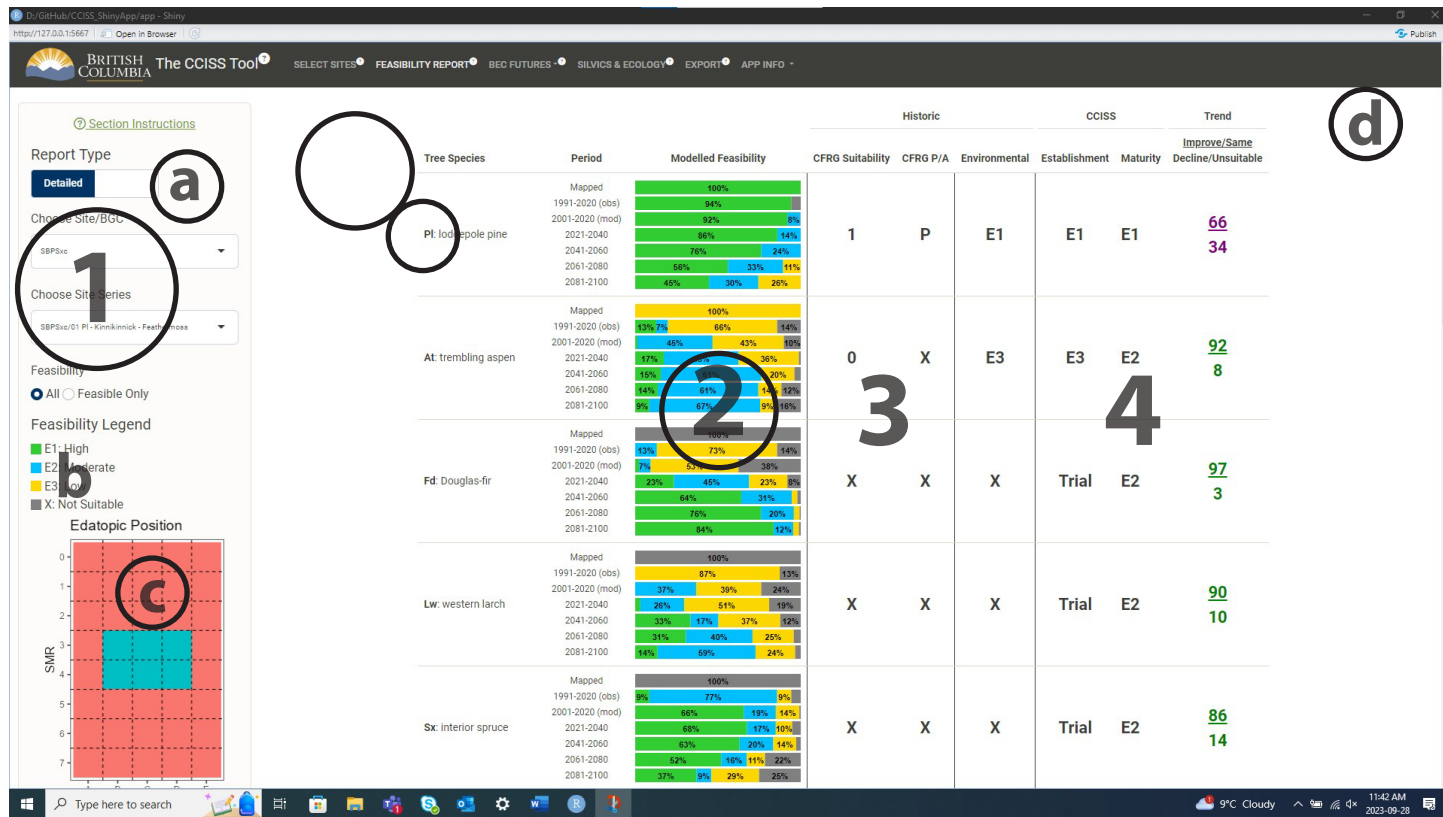 D:/GitHub/CCISS_ShinyApp/app - Shiny
http://127.0.0.1:5667 Open in Browser Publish
BRITISH COLUMBIA The CCISS Tool SELECT SITES FEASIBILITY REPORT BEC FUTURES SILVICS & ECOLOGY EXPORT APP INFO
Section Instructions
Report Type
Detailed
a
Choose Site/BGC
SBPSxc
1
Choose Site Series
SBPSxc/01 Pl - Kinnikinnick - Feathermoss
Feasibility
All Feasible Only
Feasibility Legend
E1: High
E2: Moderate
E3: Low
X: Not Suitable
b
Edatopic Position
0
1
2
3
4
5
6
7
SMR
c
d
Historic CCISS Trend
Tree Species Period Modelled Feasibility CFRG Suitability CFRG P/A Environmental Establishment Maturity Improve/Same
Decline/Unsuitable
Mapped 100%
1991-2020 (obs) 94%
2001-2020 (mod) 92% 8%
Pl: lodgepole pine 2021-2040 86% 14% 1 P E1 E1 E1 66
34
2041-2060 76% 24%
2061-2080 56% 33% 11%
2081-2100 45% 30% 26%
Mapped 100%
1991-2020 (obs) 13% 7% 66% 14%
2001-2020 (mod) 45% 43% 10%
At: trembling aspen 2021-2040 17% 36% 0 X E3 E3 E2 92
8
2041-2060 15% 61% 20%
2061-2080 14% 61% 14% 12%
2081-2100 9% 67% 9% 16%
2
3
4
Mapped 100%
1991-2020 (obs) 13% 73% 14%
2001-2020 (mod) 7% 53% 38%
Fd: Douglas-fir 2021-2040 23% 45% 23% 8% X X X Trial E2 97
3
2041-2060 64% 31%
2061-2080 76% 20%
2081-2100 84% 12%
Mapped 100%
1991-2020 (obs) 87% 13%
2001-2020 (mod) 37% 39% 24%
Lw: western larch 2021-2040 26% 51% 19% X X X Trial E2 90
10
2041-2060 33% 17% 37% 12%
2061-2080 31% 40% 25%
2081-2100 14% 59% 24%
Mapped 100%
1991-2020 (obs) 9% 77% 9%
2001-2020 (mod) 66% 19% 14%
Sx: interior spruce 2021-2040 68% 17% 10% X X X Trial E2 86
14
2041-2060 63% 20% 14%
2061-2080 52% 16% 11% 22%
2081-2100 37% 9% 29% 25%
Type here to search 9°C Cloudy 11:42 AM
2023-09-28